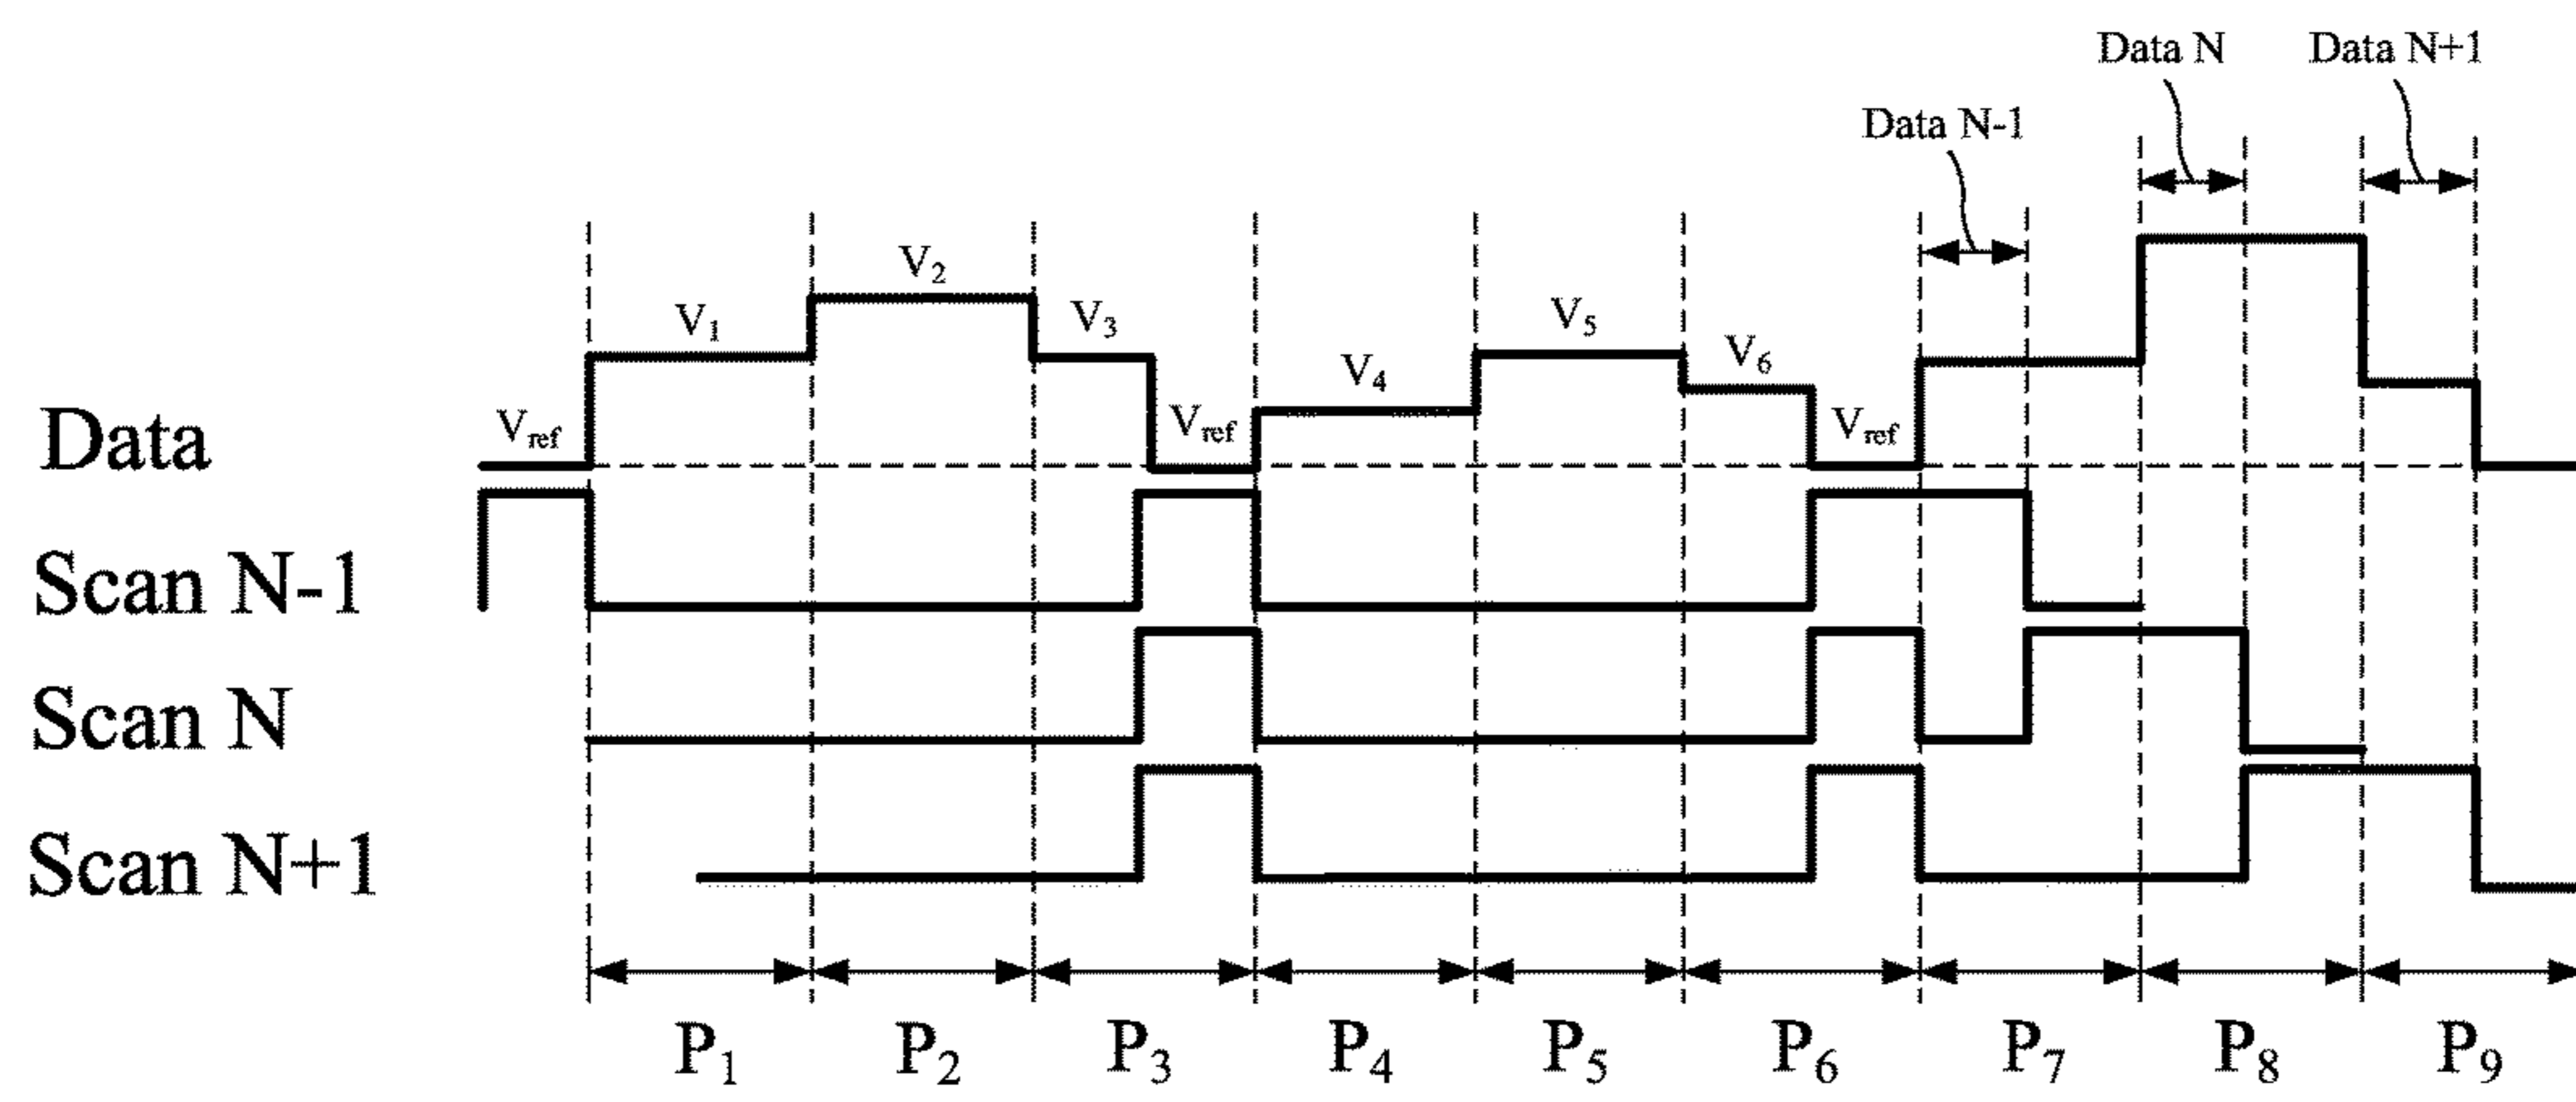 Data N Data N+1
Data N-1
V2
V1 V3 V5
V4 V6
Data Vref Vref Vref
Scan N-1
Scan N
Scan N+1
P1 P2 P3 P4 P5 P6 P7 P8 P9